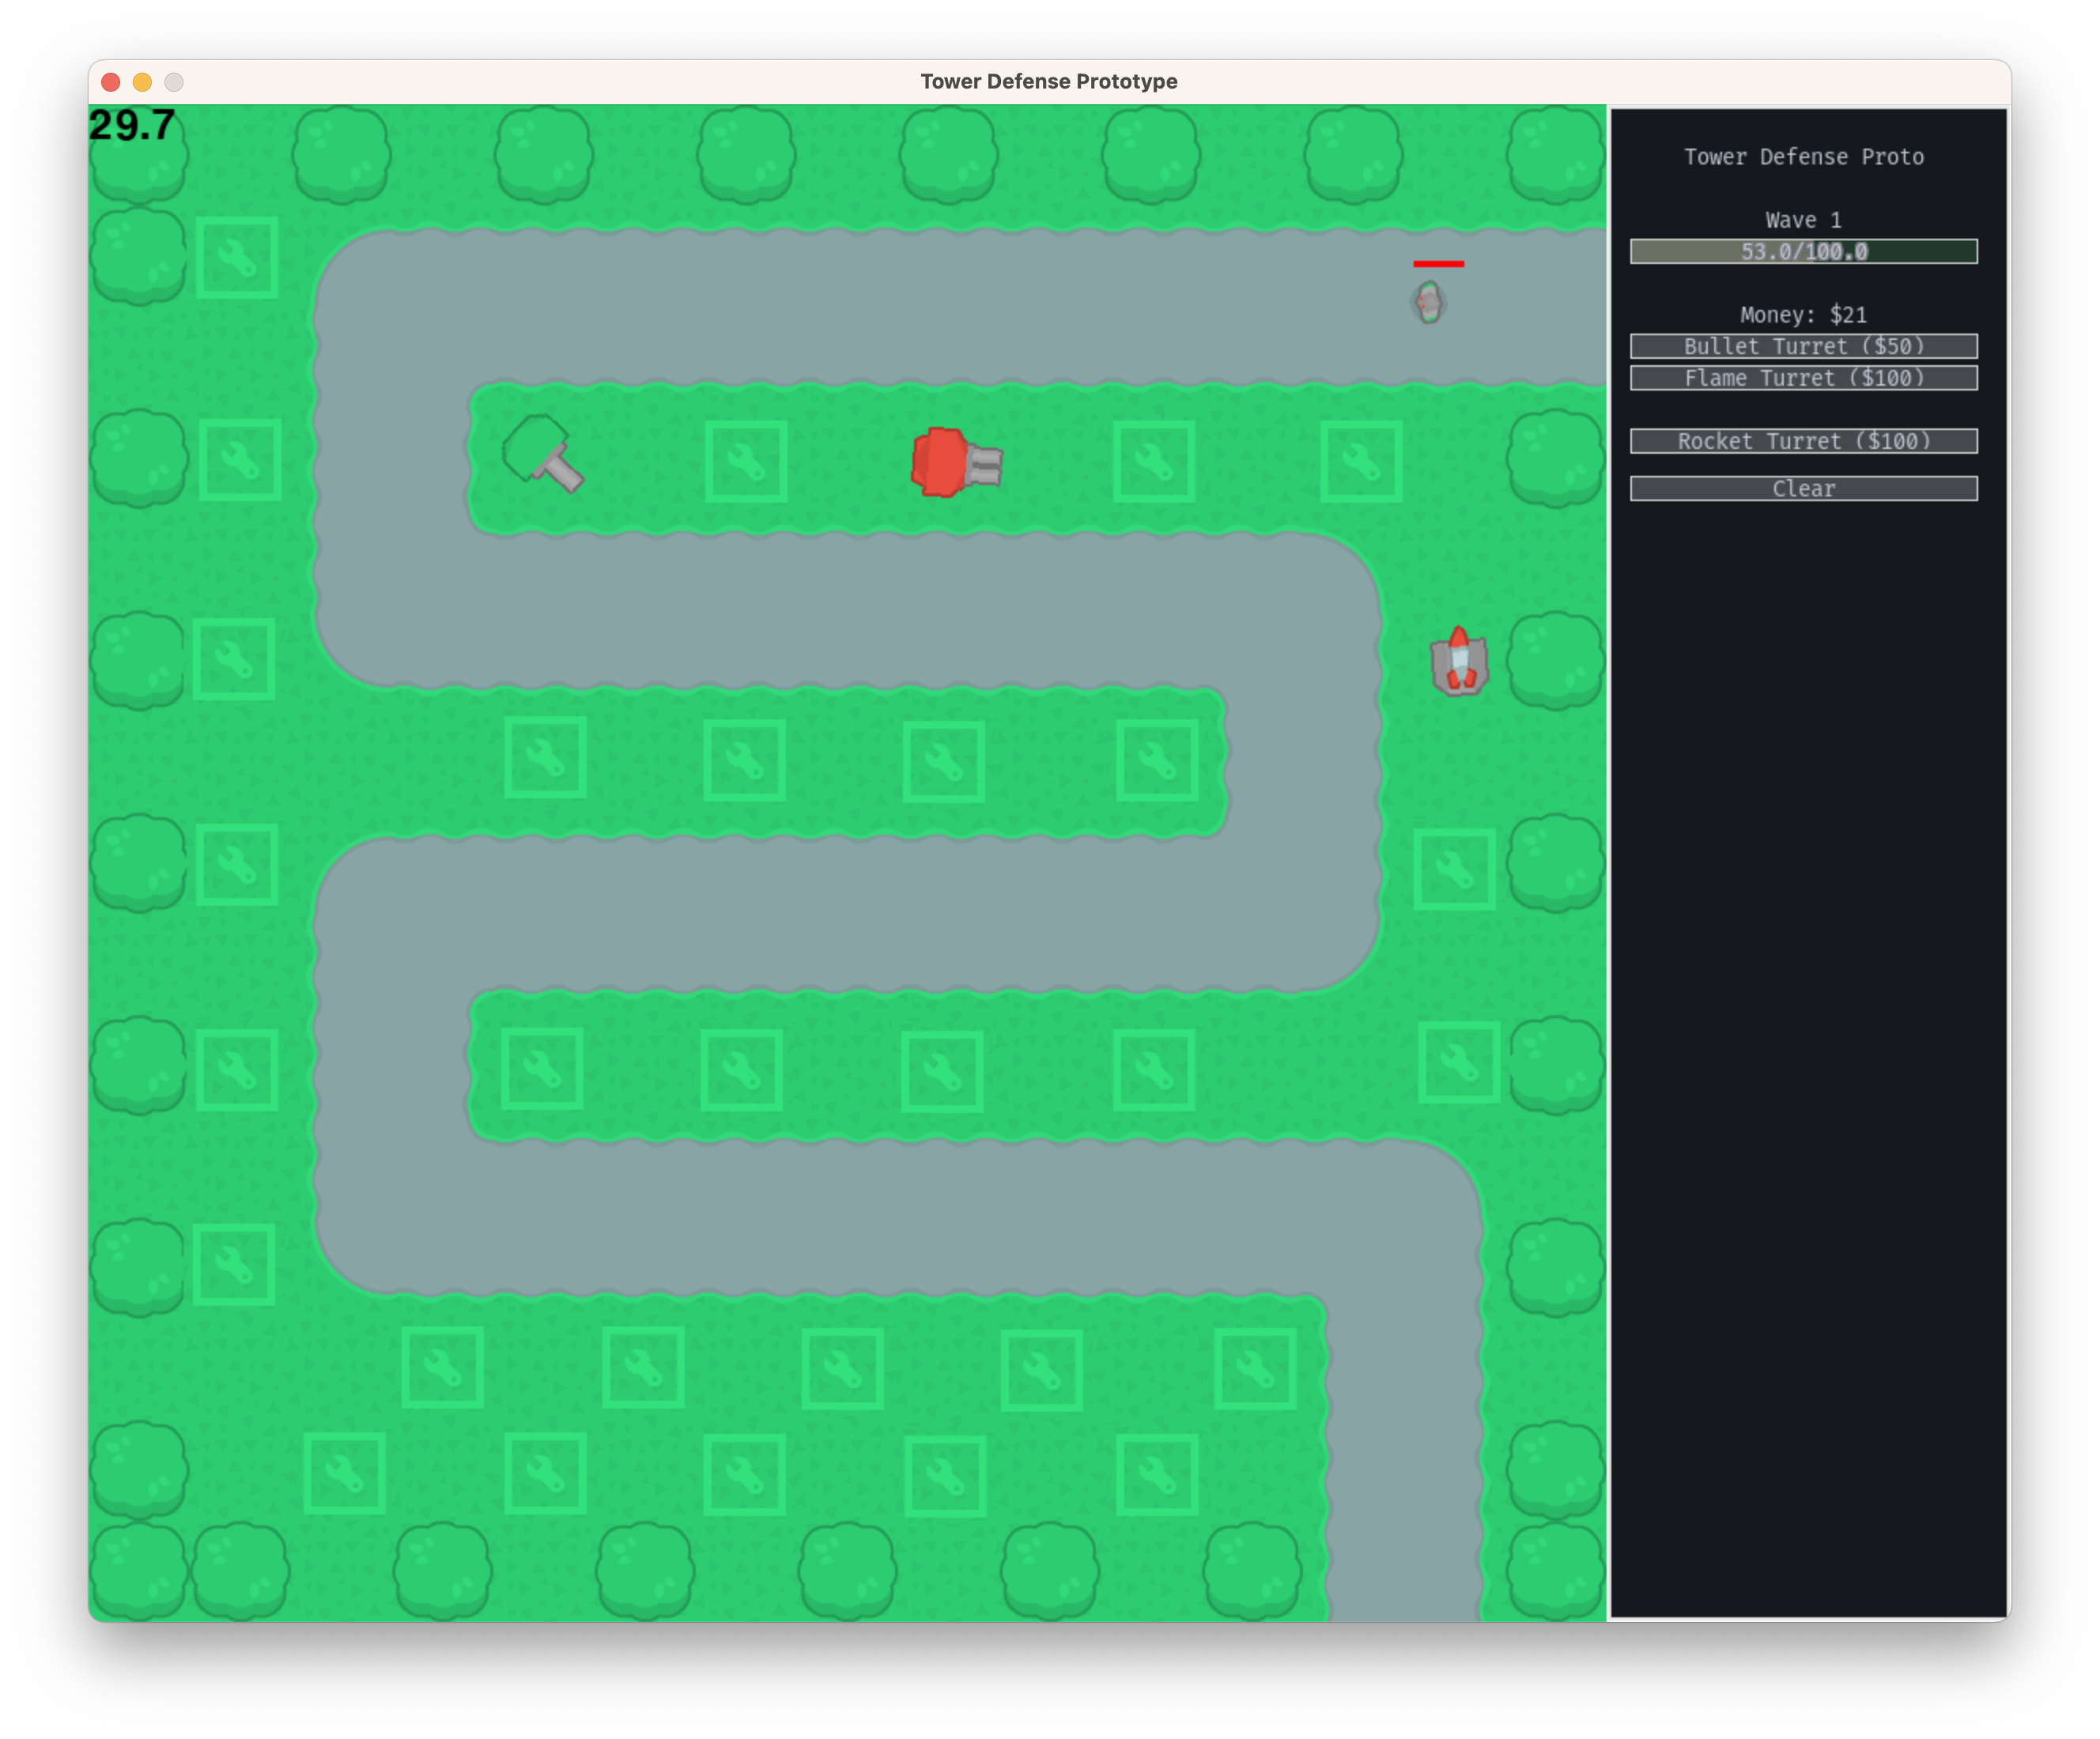 Tower Defense Prototype
29.7
Tower Defense Proto
Wave 1
53.0/100.0
Money: $21
Bullet Turret ($50)
Flame Turret ($100)
Rocket Turret ($100)
Clear